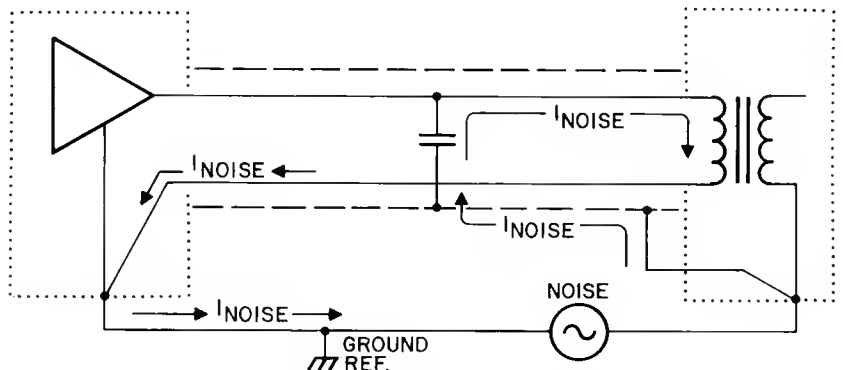 INOISE
INOISE
INOISE
INOISE
NOISE
GROUND
REF.